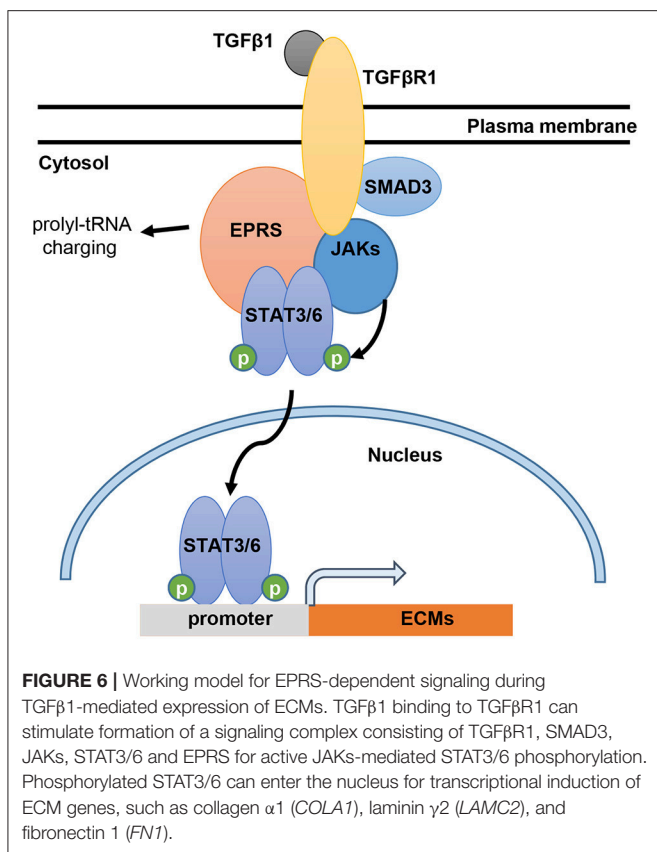 TGFβ1
TGFβR1
Plasma membrane
Cytosol
SMAD3
prolyl-tRNA
charging
EPRS
JAKs
STAT3/6
p
p
Nucleus
STAT3/6
p
p
promoter
ECMs
FIGURE 6 | Working model for EPRS-dependent signaling during
TGFβ1-mediated expression of ECMs. TGFβ1 binding to TGFβR1 can
stimulate formation of a signaling complex consisting of TGFβR1, SMAD3,
JAKs, STAT3/6 and EPRS for active JAKs-mediated STAT3/6 phosphorylation.
Phosphorylated STAT3/6 can enter the nucleus for transcriptional induction of
ECM genes, such as collagen α1 (COLA1), laminin γ2 (LAMC2), and
fibronectin 1 (FN1).